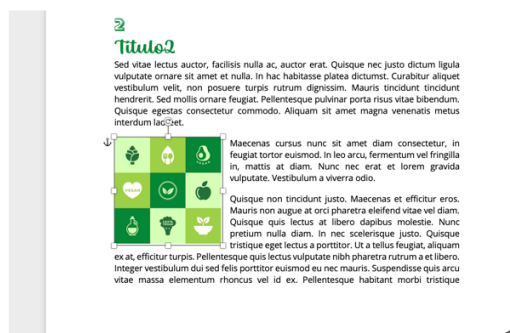 2
Titulo2
Sed vitae lectus auctor, facilisis nulla ac, auctor erat. Quisque nec justo dictum ligula
vulputate ornare sit amet et nulla. In hac habitasse platea dictumst. Curabitur aliquet
vestibulum velit, non posuere turpis rutrum dignissim. Mauris tincidunt tincidunt
hendrerit. Sed mollis ornare feugiat. Pellentesque pulvinar porta risus vitae bibendum.
Quisque egestas consectetur commodo. Aliquam sit amet magna venenatis metus
interdum laoreet.
Maecenas cursus nunc sit amet diam consectetur, in
feugiat tortor euismod. In leo arcu, fermentum vel fringilla
in, mattis at diam. Nunc nec erat et lorem gravida
vulputate. Vestibulum a viverra odio.
VEGAN
Quisque non tincidunt justo. Maecenas et efficitur eros.
Mauris non augue at orci pharetra eleifend vitae vel diam.
Quisque quis lectus at libero dapibus molestie. Nunc
pretium nulla diam. In nec scelerisque justo. Quisque
tristique eget lectus a porttitor. Ut a tellus feugiat, aliquam
ex at, efficitur turpis. Pellentesque quis lectus vulputate nibh pharetra rutrum a et libero.
Integer vestibulum dui sed felis porttitor euismod eu nec mauris. Suspendisse quis arcu
vitae massa elementum rhoncus vel id ex. Pellentesque habitant morbi tristique